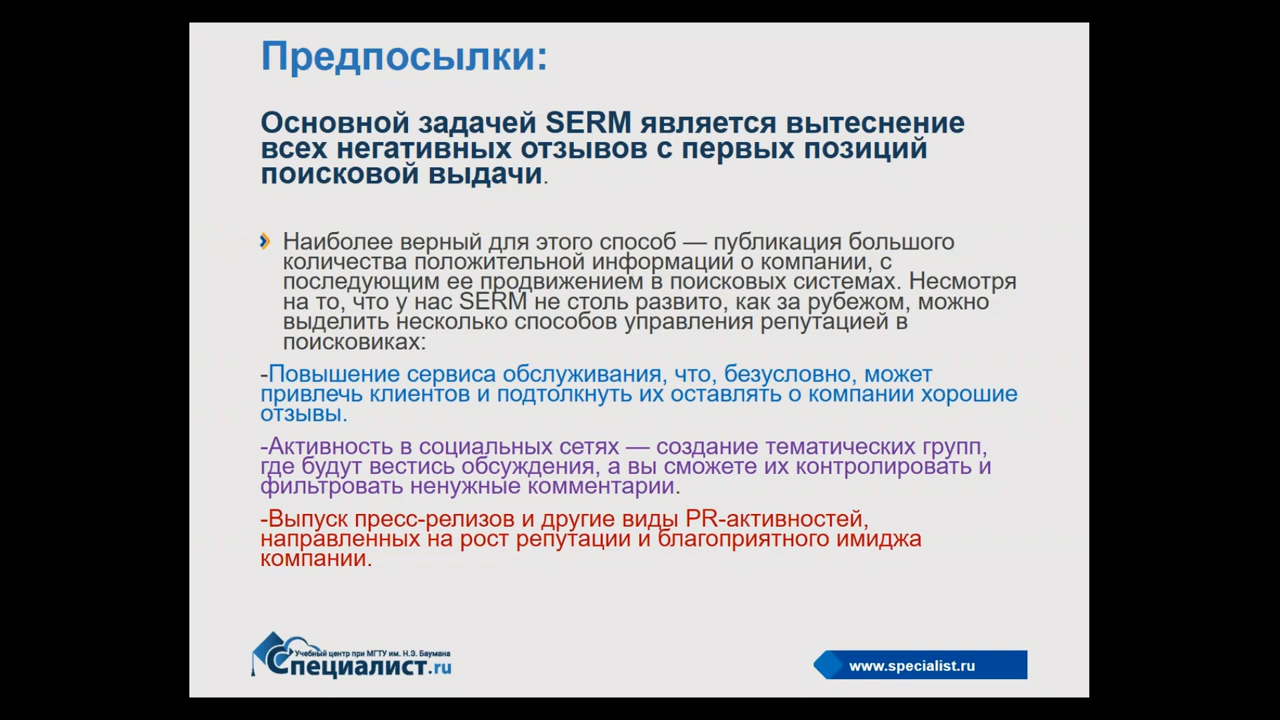 Предпосылки:
Основной задачей SERM является вытеснение
всех негативных отзывов с первых позиций
поисковой выдачи.
Наиболее верный для этого способ — публикация большого
количества положительной информации о компании, с
последующим ее продвижением в поисковых системах. Несмотря
на то, что у нас SERM не столь развито, как за рубежом, можно
выделить несколько способов управления репутацией в
поисковиках:
-Повышение сервиса обслуживания, что, безусловно, может
привлечь клиентов и подтолкнуть их оставлять о компании хорошие
отзывы.
-Активность в социальных сетях — создание тематических групп,
где будут вестись обсуждения, а вы сможете их контролировать и
фильтровать ненужные комментарии.
-Выпуск пресс-релизов и другие виды PR-активностей,
направленных на рост репутации и благоприятного имиджа
компании.
Учебный центр при МГТУ им. Н.Э. Баумана
Специалист.ru
www.specialist.ru